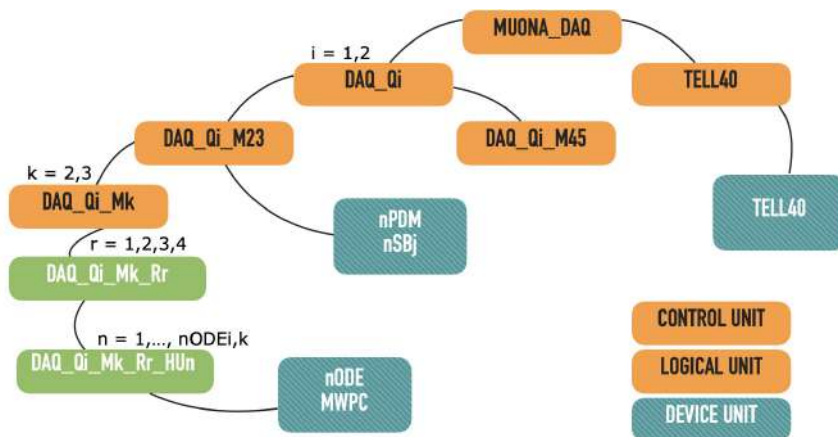 MUONA_DAQ
i = 1,2
DAQ_Qi
TELL40
DAQ_Qi_M23
DAQ_Qi_M45
k = 2,3
DAQ_Qi_Mk
nPDM
nSBj
TELL40
r = 1,2,3,4
DAQ_Qi_Mk_Rr
n = 1,..., nODEi,k
DAQ_Qi_Mk_Rr_HUn
nODE
MWPC
CONTROL UNIT
LOGICAL UNIT
DEVICE UNIT